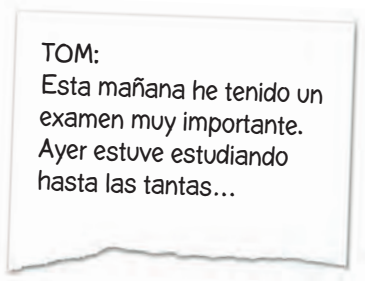 TOM:
Esta mañana he tenido un
examen muy importante.
Ayer estuve estudiando
hasta las tantas...